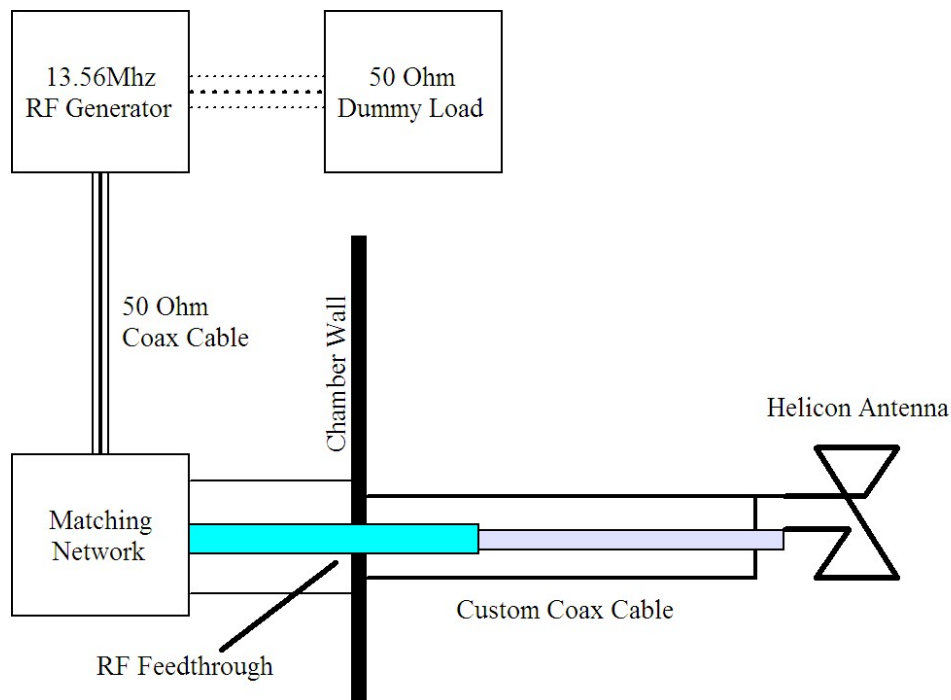 13.56Mhz
RF Generator
50 Ohm
Dummy Load
50 Ohm
Coax Cable
Chamber Wall
Helicon Antenna
Matching
Network
Custom Coax Cable
RF Feedthrough